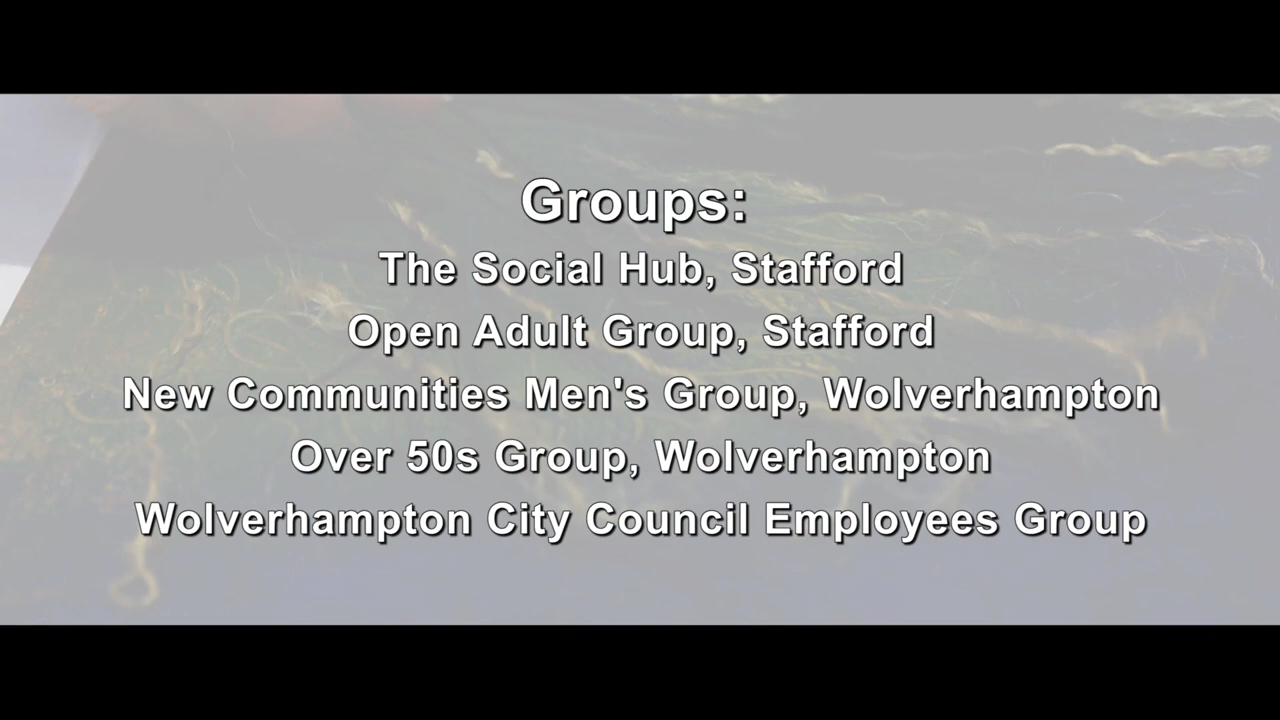 Groups:
The Social Hub, Stafford
Open Adult Group, Stafford
New Communities Men's Group, Wolverhampton
Over 50s Group, Wolverhampton
Wolverhampton City Council Employees Group